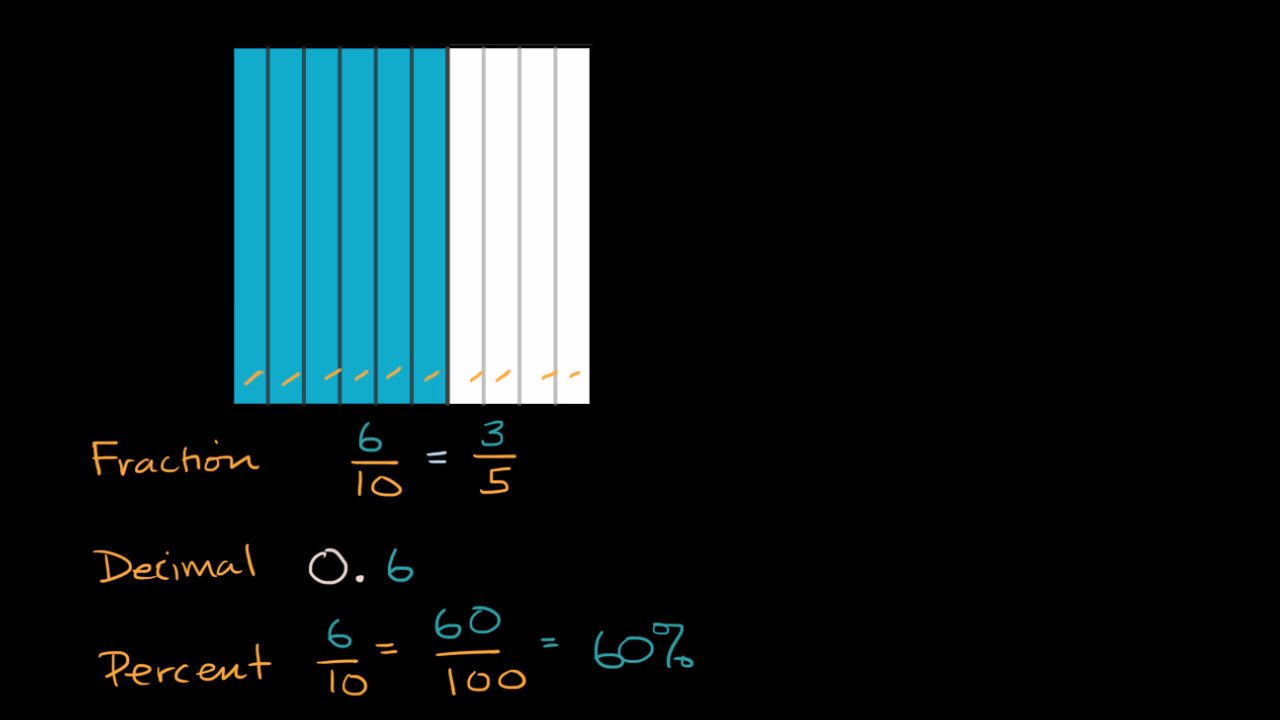 Fraction 6/10 = 3/5
Decimal 0.6
Percent 6/10 = 60/100 = 60%